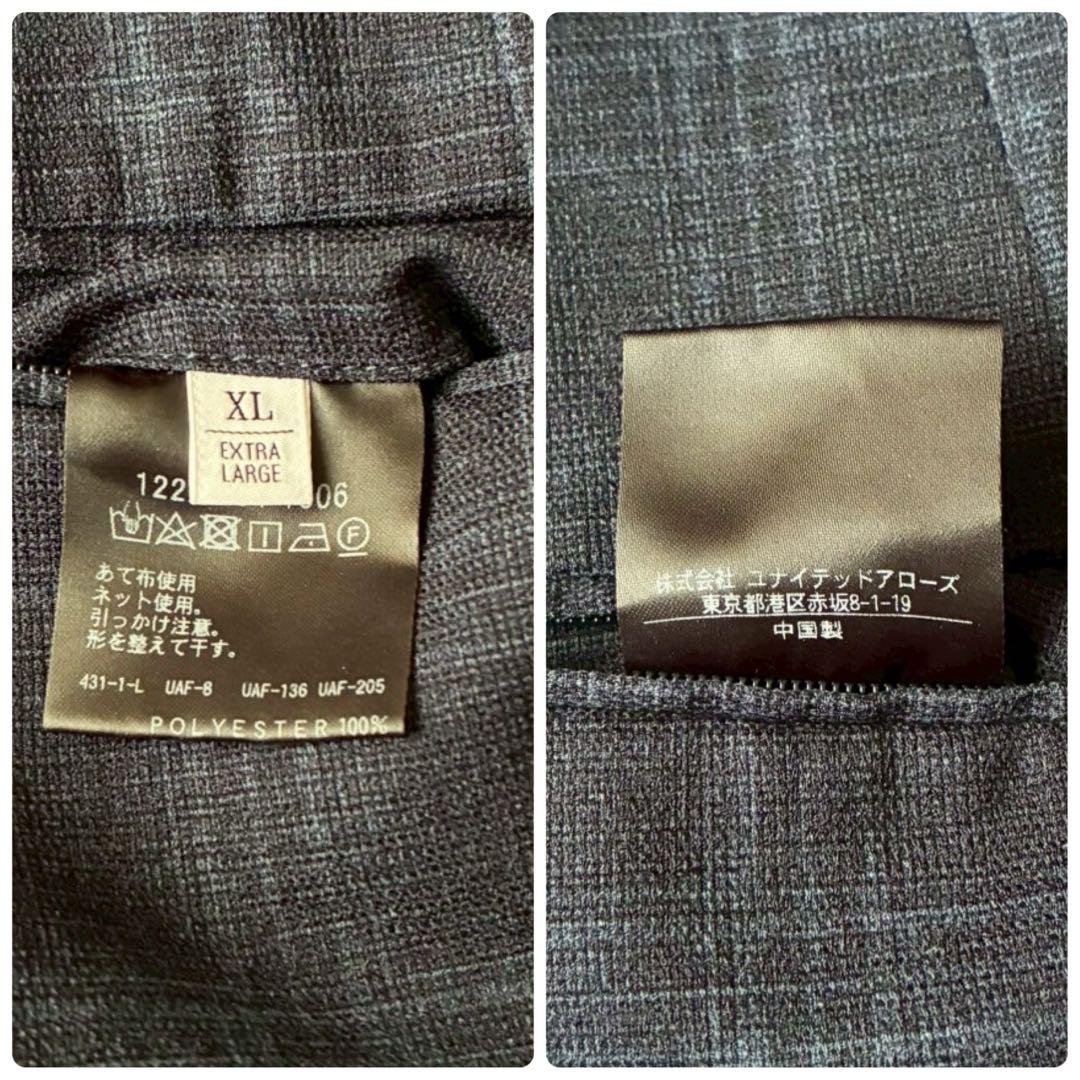 XL
EXTRA
LARGE
122 06
F
あて布使用
ネット使用。
引っかけ注意。
形を整えて干す。
431-1-L UAF-8 UAF-136 UAF-205
POLYESTER 100%
株式会社 ユナイテッドアローズ
東京都港区赤坂8-1-19
中国製